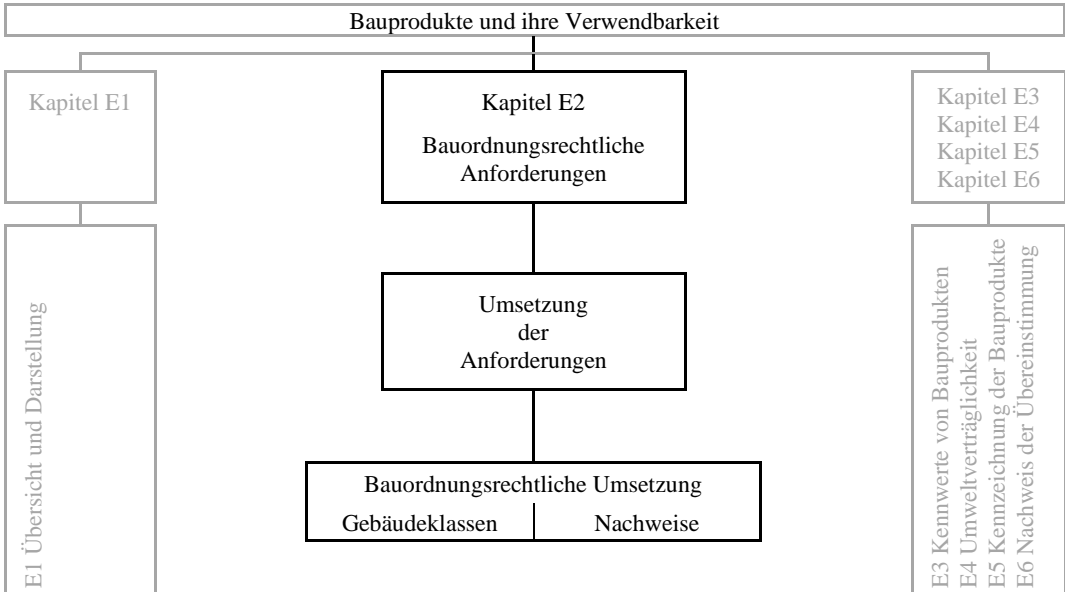 Bauprodukte und ihre Verwendbarkeit
Kapitel E1
E1 Übersicht und Darstellung
Kapitel E2
Bauordnungsrechtliche
Anforderungen
Umsetzung
der
Anforderungen
Bauordnungsrechtliche Umsetzung
Gebäudeklassen
Nachweise
Kapitel E3
Kapitel E4
Kapitel E5
Kapitel E6
E3 Kennwerte von Bauprodukten
E4 Umweltverträglichkeit
E5 Kennzeichnung der Bauprodukte
E6 Nachweis der Übereinstimmung